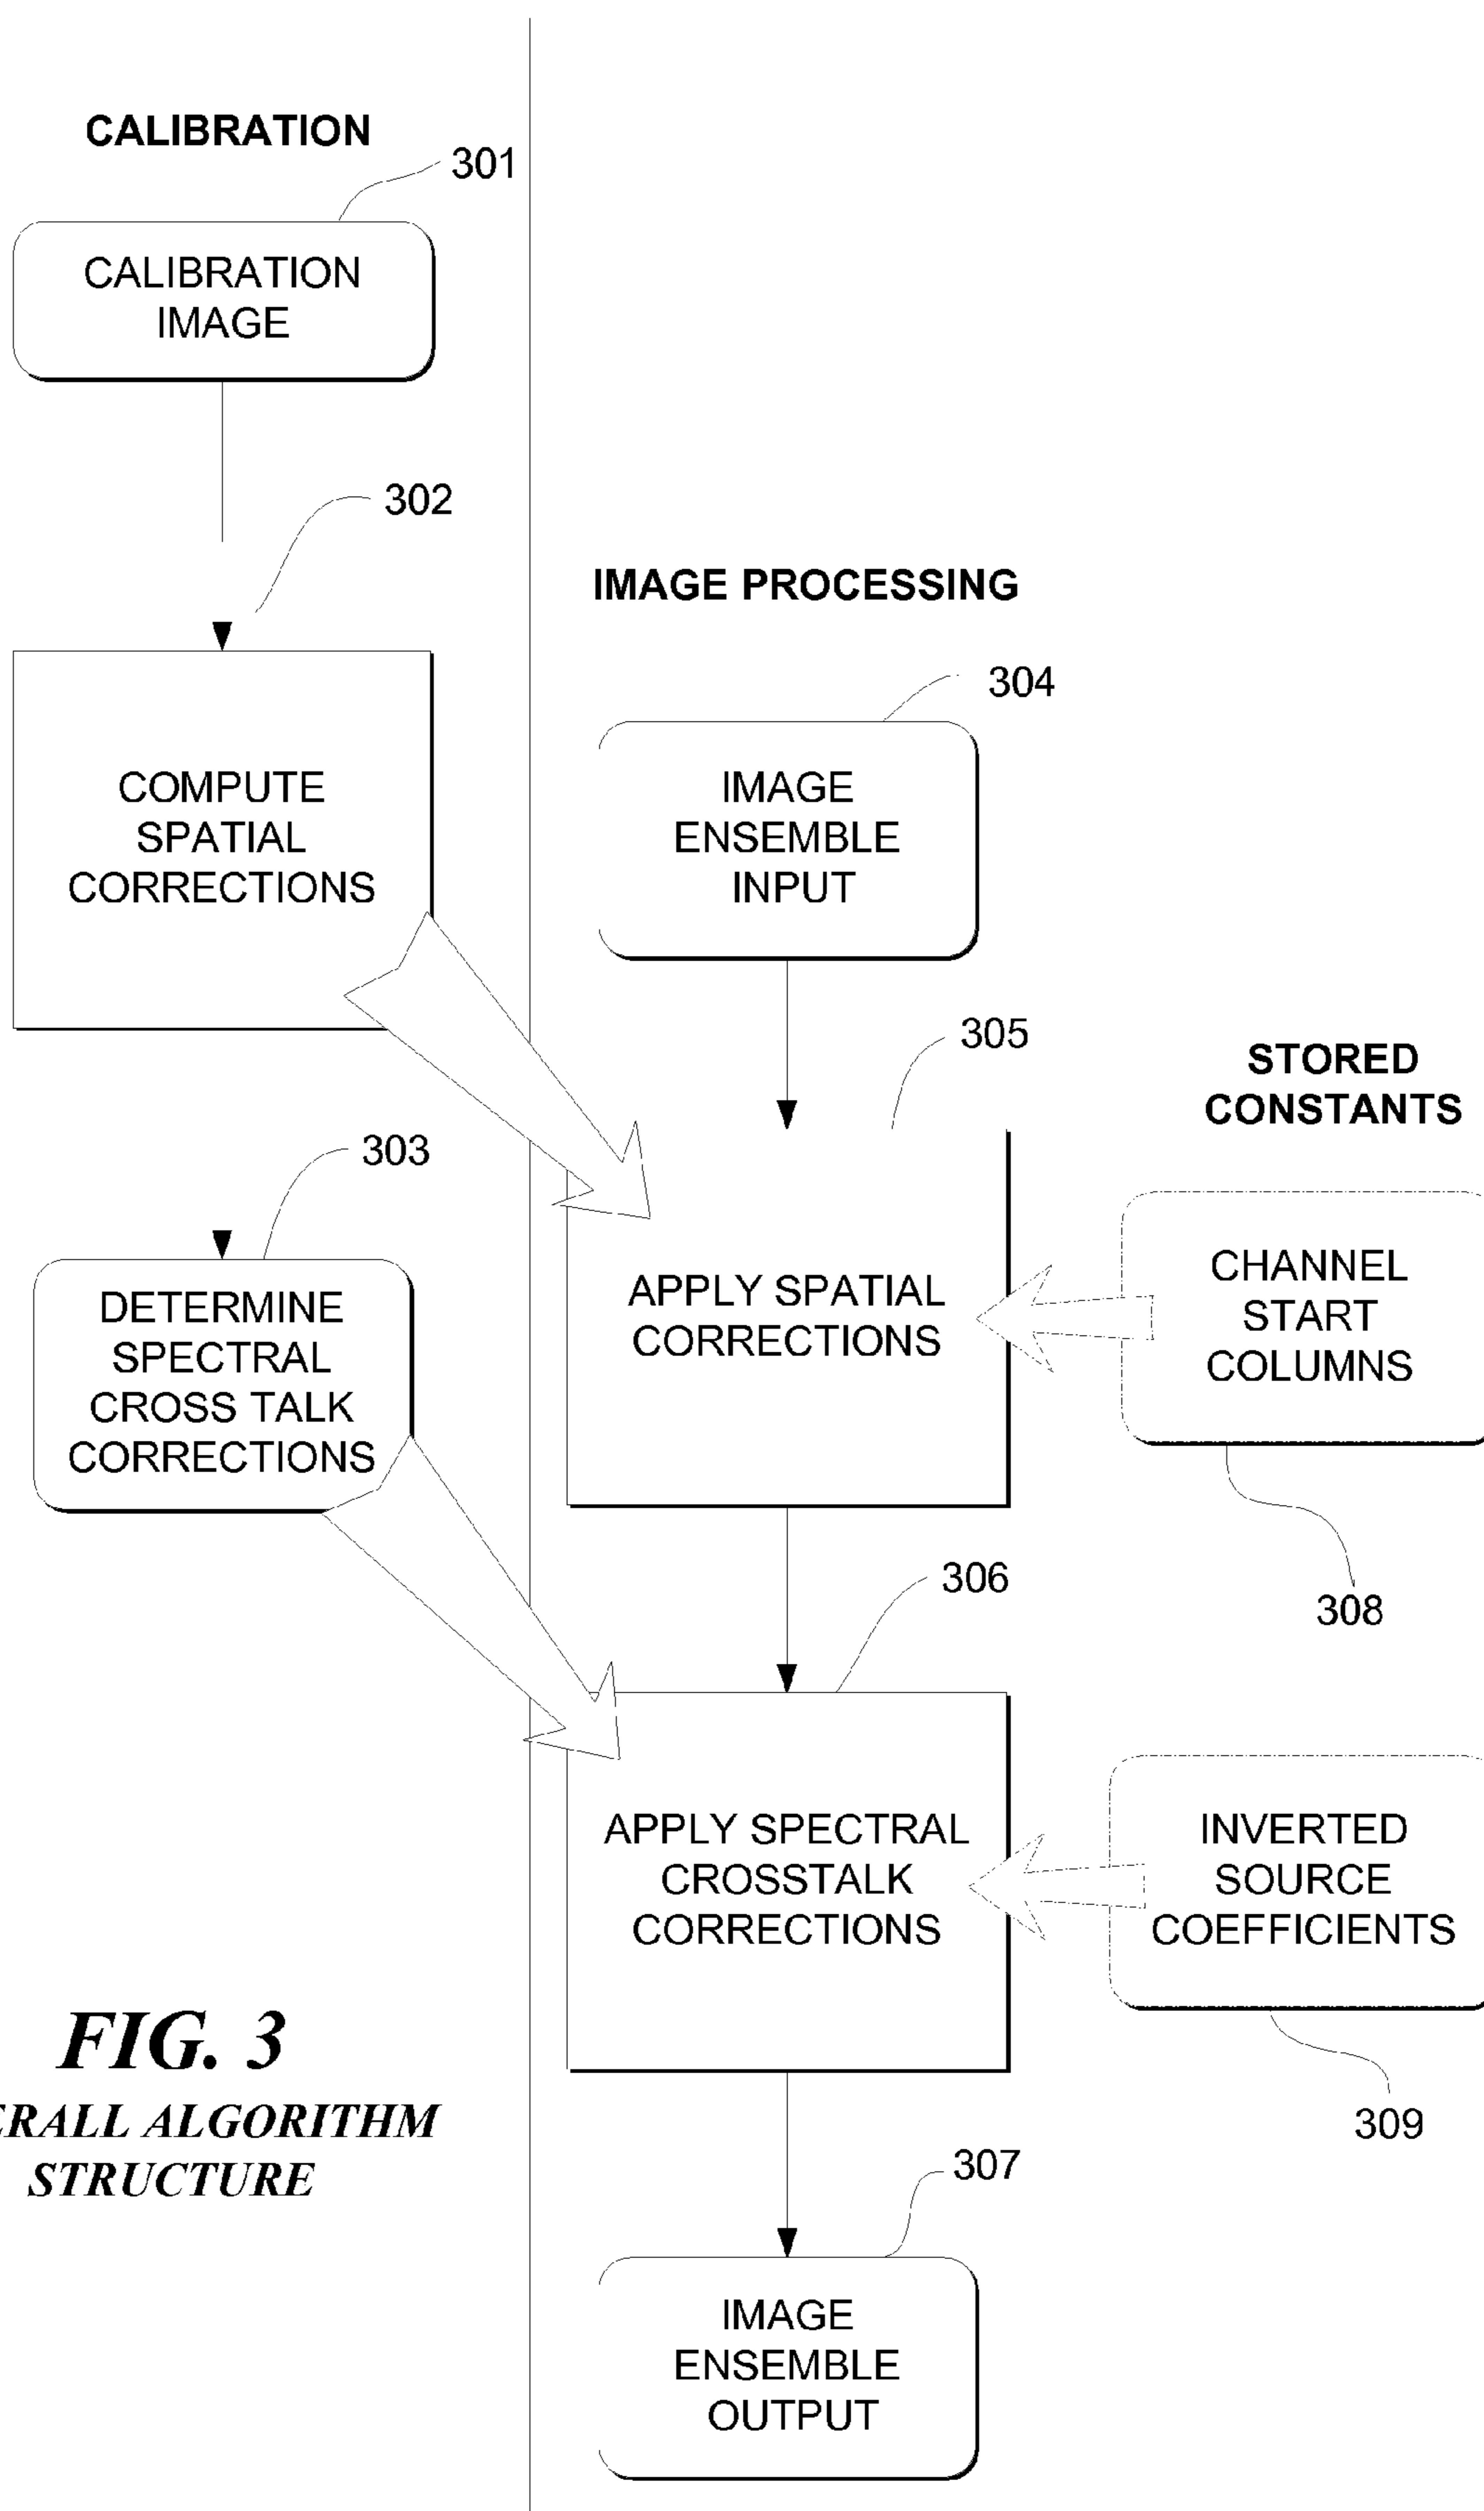 CALIBRATION
301
CALIBRATION
IMAGE
302
COMPUTE
SPATIAL
CORRECTIONS
303
DETERMINE
SPECTRAL
CROSS TALK
CORRECTIONS
IMAGE PROCESSING
304
IMAGE
ENSEMBLE
INPUT
305
APPLY SPATIAL
CORRECTIONS
306
APPLY SPECTRAL
CROSSTALK
CORRECTIONS
307
IMAGE
ENSEMBLE
OUTPUT
STORED
CONSTANTS
CHANNEL
START
COLUMNS
308
INVERTED
SOURCE
COEFFICIENTS
309
FIG. 3
ALGORITHM
STRUCTURE